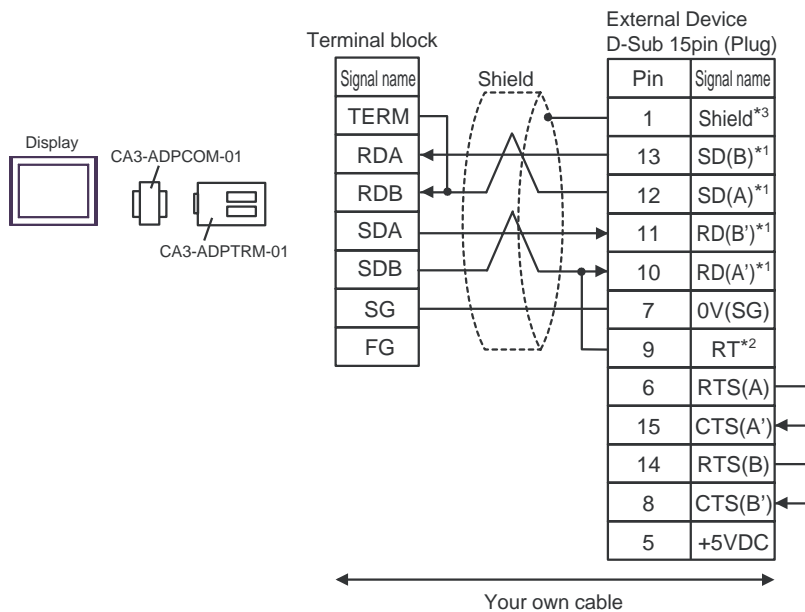 External Device
D-Sub 15pin (Plug)
Terminal block
Signal name
TERM
RDA
RDB
SDA
SDB
SG
FG
Shield
Display
CA3-ADPCOM-01
CA3-ADPTRM-01
Pin Signal name
1 Shield*3
13 SD(B)*1
12 SD(A)*1
11 RD(B')*1
10 RD(A')*1
7 0V(SG)
9 RT*2
6 RTS(A)
15 CTS(A')
14 RTS(B)
8 CTS(B')
5 +5VDC
Your own cable